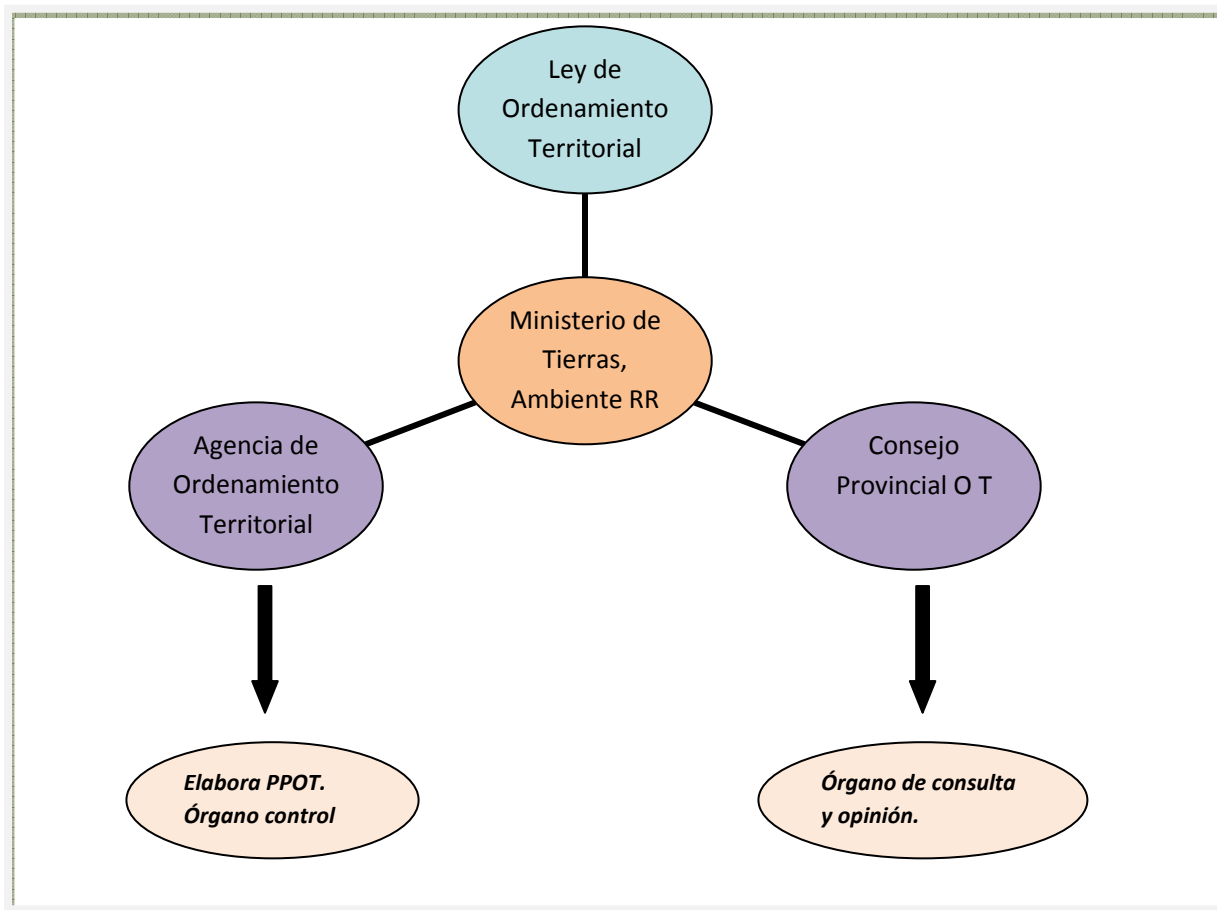 Ley de
Ordenamiento
Territorial
Ministerio de
Tierras,
Ambiente RR
Agencia de
Ordenamiento
Territorial
Consejo
Provincial O T
Elabora PPOT.
Órgano control
Órgano de consulta
y opinión.